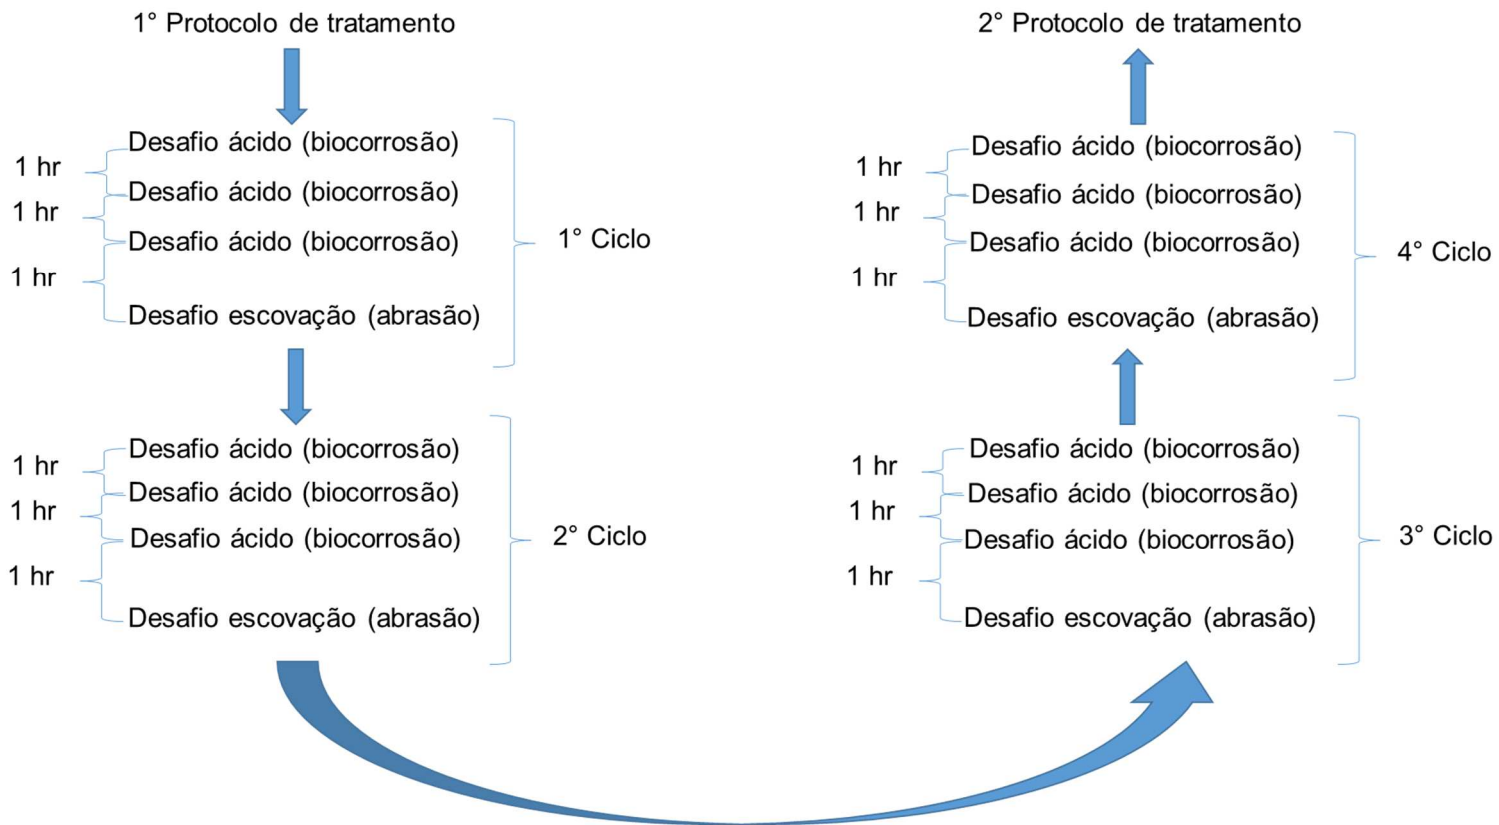 1° Protocolo de tratamento
Desafio ácido (biocorrosão)
1 hr
Desafio ácido (biocorrosão)
1 hr
Desafio ácido (biocorrosão)
1° Ciclo
1 hr
Desafio escovação (abrasão)
Desafio ácido (biocorrosão)
1 hr
Desafio ácido (biocorrosão)
1 hr
Desafio ácido (biocorrosão)
2° Ciclo
1 hr
Desafio escovação (abrasão)
2° Protocolo de tratamento
Desafio ácido (biocorrosão)
1 hr
Desafio ácido (biocorrosão)
1 hr
Desafio ácido (biocorrosão)
4° Ciclo
1 hr
Desafio escovação (abrasão)
Desafio ácido (biocorrosão)
1 hr
Desafio ácido (biocorrosão)
1 hr
Desafio ácido (biocorrosão)
3° Ciclo
1 hr
Desafio escovação (abrasão)